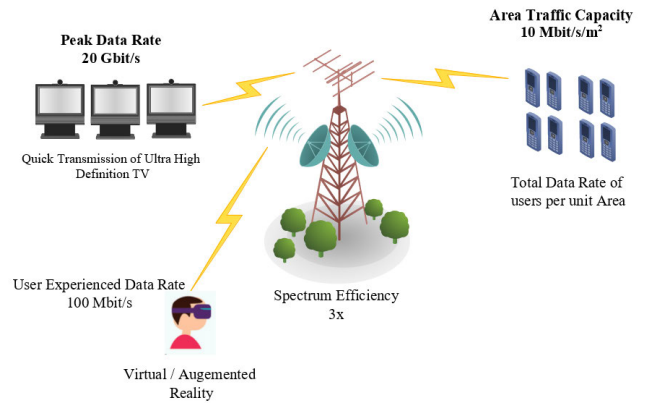 Peak Data Rate
20 Gbit/s
Quick Transmission of Ultra High
Definition TV
Area Traffic Capacity
10 Mbit/s/m²
Total Data Rate of
users per unit Area
User Experienced Data Rate
100 Mbit/s
Virtual / Augmented
Reality
Spectrum Efficiency
3x